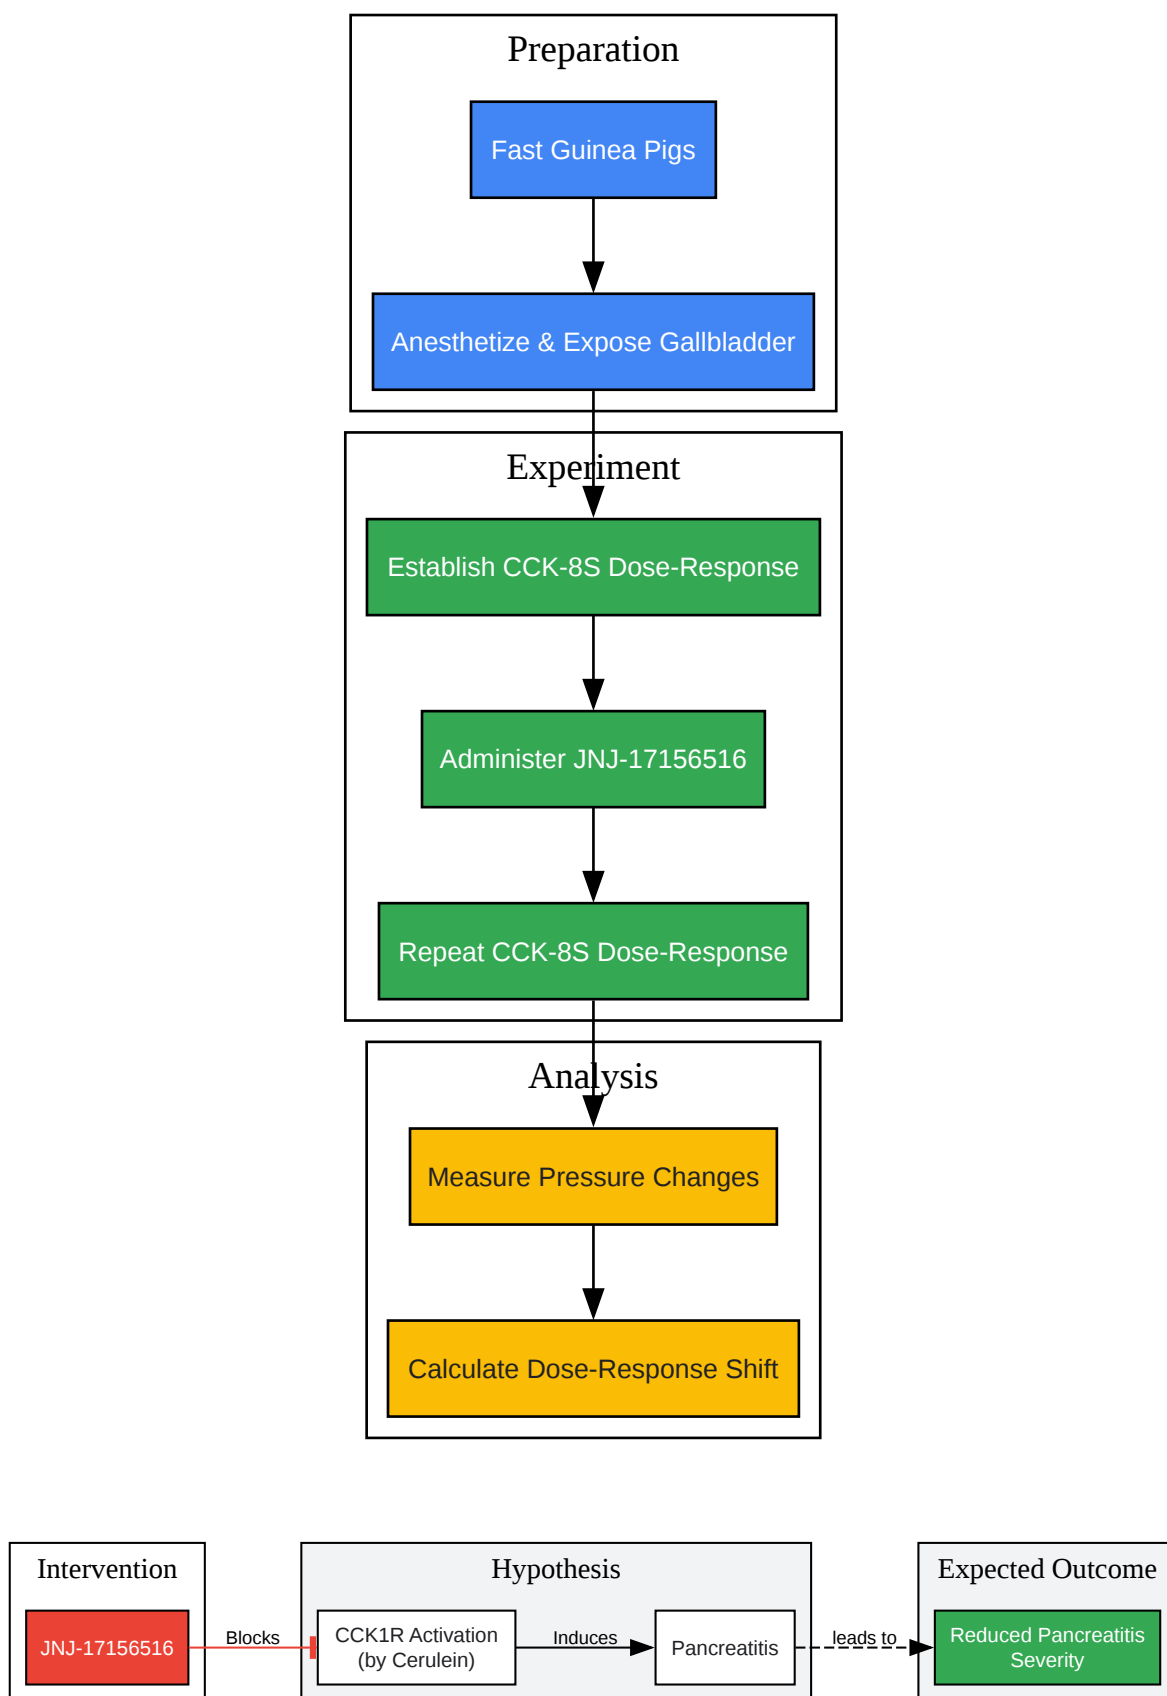 Preparation
Fast Guinea Pigs
Anesthetize & Expose Gallbladder
Experiment
Establish CCK-8S Dose-Response
Administer JNJ-17156516
Repeat CCK-8S Dose-Response
Analysis
Measure Pressure Changes
Calculate Dose-Response Shift
Intervention
JNJ-17156516
Blocks
Hypothesis
CCK1R Activation
(by Cerulein)
Induces
Pancreatitis
leads to
Expected Outcome
Reduced Pancreatitis
Severity